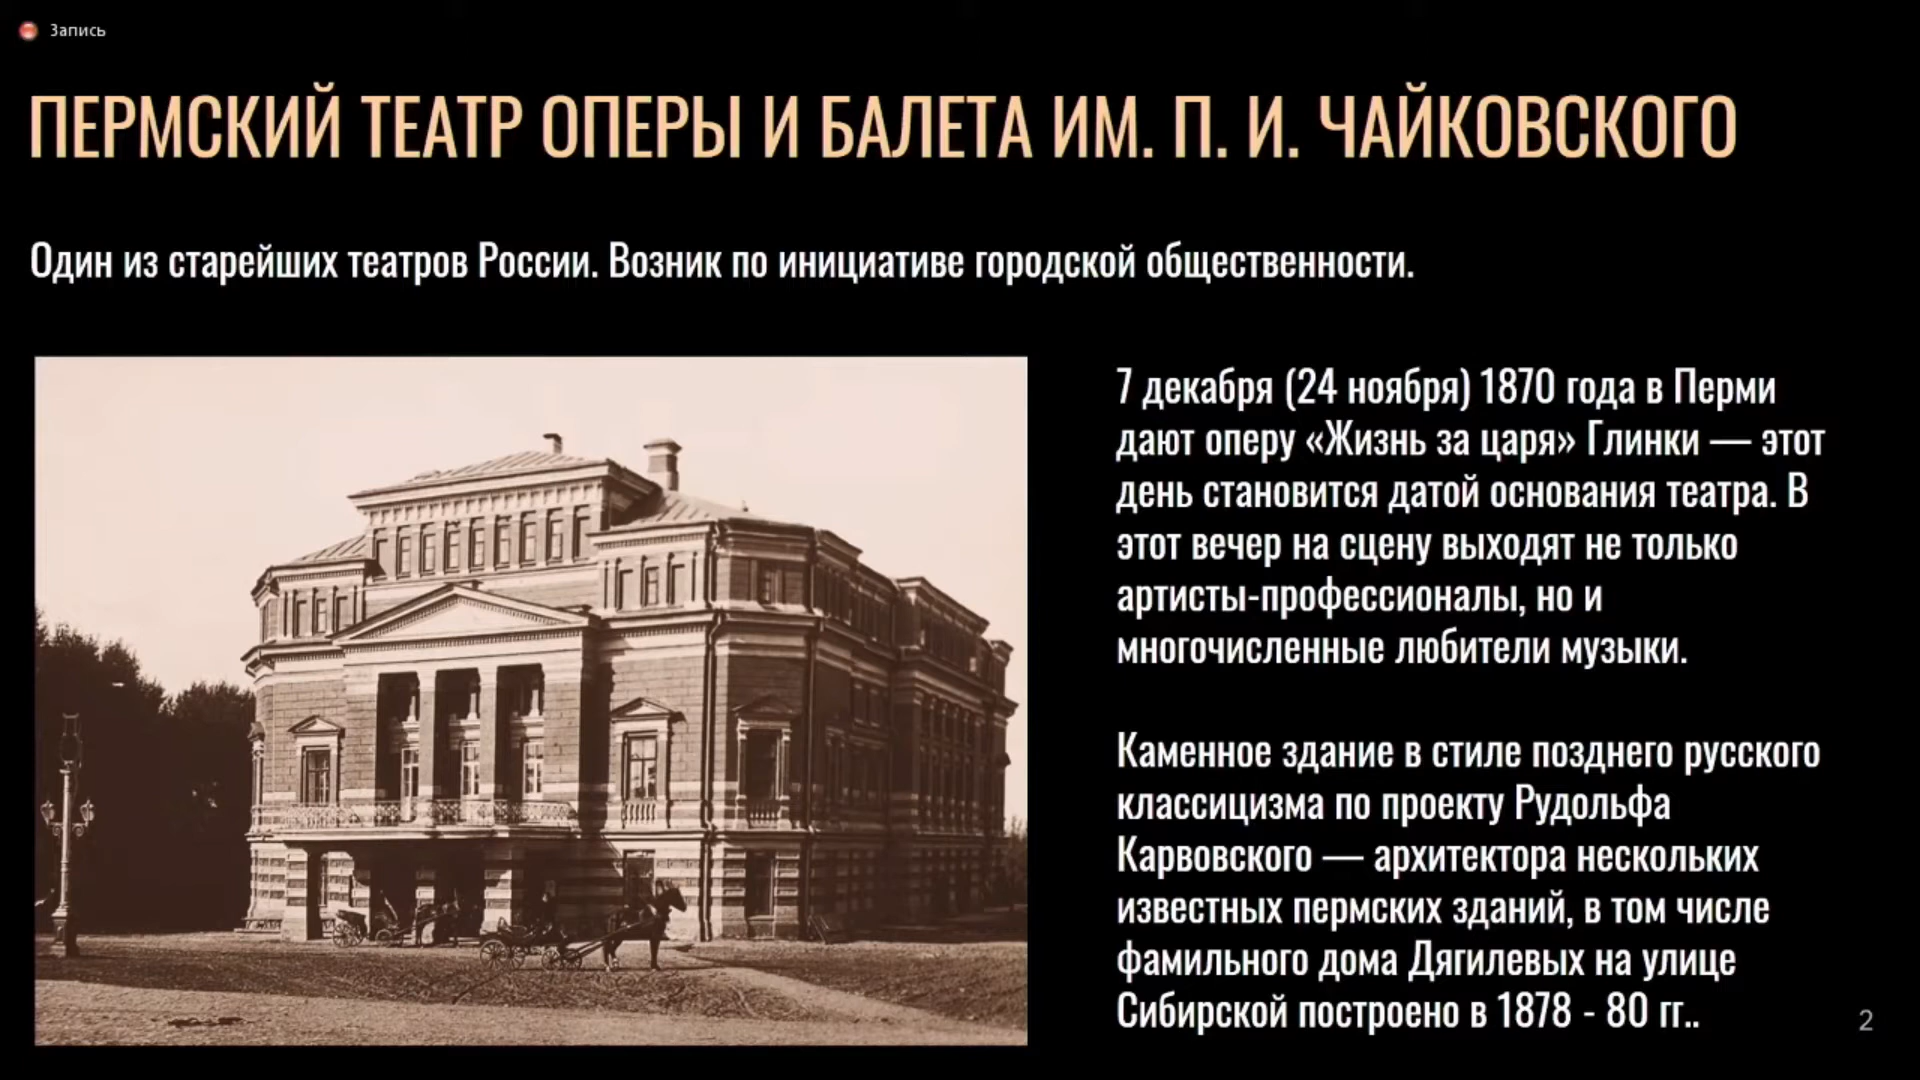 Запись
ПЕРМСКИЙ ТЕАТР ОПЕРЫ И БАЛЕТА ИМ. П. И. ЧАЙКОВСКОГО
Один из старейших театров России. Возник по инициативе городской общественности.
7 декабря (24 ноября) 1870 года в Перми
дают оперу «Жизнь за царя» Глинки — этот
день становится датой основания театра. В
этот вечер на сцену выходят не только
артисты-профессионалы, но и
многочисленные любители музыки.
Каменное здание в стиле позднего русского
классицизма по проекту Рудольфа
Карвовского — архитектора нескольких
известных пермских зданий, в том числе
фамильного дома Дягилевых на улице
Сибирской построено в 1878 - 80 гг..
2